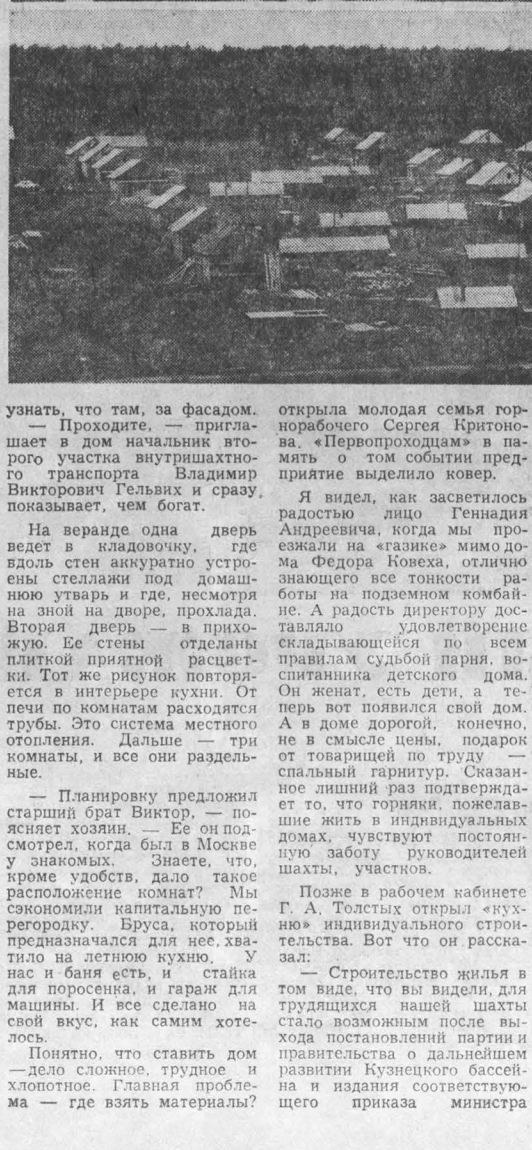 узнать, что там, за фасадом.
— Проходите, — пригла-
шает в дом начальник вто-
рого участка внутришахтно-
го транспорта Владимир
Викторович Гельвих и сразу
показывает, чем богат.
На веранде одна дверь
ведет в кладовочку, где
вдоль стен аккуратно устро-
ены стеллажи под домаш-
нюю утварь и где, несмотря
на зной на дворе, прохлада.
Вторая дверь — в прихо-
жую. Ее стены отделаны
плиткой приятной расцвет-
ки. Тот же рисунок повторя-
ется в интерьере кухни. От
печи по комнатам расходятся
трубы. Это система местного
отопления. Дальше — три
комнаты, и все они раздель-
ные.
— Планировку предложил
старший брат Виктор, — по-
ясняет хозяин. — Ее он под-
смотрел, когда был в Москве
у знакомых. Знаете, что,
кроме удобств, дало такое
расположение комнат? Мы
сэкономили капитальную пе-
регородку. Бруса, который
предназначался для нее, хва-
тило на летнюю кухню. У
нас и баня есть, и стайка
для поросенка, и гараж для
машины. И все сделано на
свой вкус, как самим хоте-
лось.
Понятно, что ставить дом
—дело сложное, трудное и
хлопотное. Главная пробле-
ма — где взять материалы?
открыла молодая семья гор-
норабочего Сергея Критоно-
ва. «Первопроходцам» в па-
мять о том событии пред-
приятие выделило ковер.
Я видел, как засветилось
радостью лицо Геннадия
Андреевича, когда мы про-
езжали на «газике» мимо до-
ма Федора Ковеха, отлично
знающего все тонкости ра-
боты на подземном комбай-
не. А радость директору дос-
тавляло удовлетворение
складывающейся по всем
правилам судьбой парня, во-
спитанника детского дома.
Он женат, есть дети, а те-
перь вот появился свой дом.
А в доме дорогой, конечно,
не в смысле цены, подарок
от товарищей по труду —
спальный гарнитур. Сказан-
ное лишний раз подтвержда-
ет то, что горняки, пожелав-
шие жить в индивидуальных
домах, чувствуют постоян-
ную заботу руководителей
шахты, участков.
Позже в рабочем кабинете
Г. А. Толстых открыл «кух-
ню» индивидуального строи-
тельства. Вот что он расска-
зал:
— Строительство жилья в
том виде, что вы видели, для
трудящихся нашей шахты
стало возможным после вы-
хода постановлений партии и
правительства о дальнейшем
развитии Кузнецкого бассей-
на и издания соответствую-
щего приказа министра